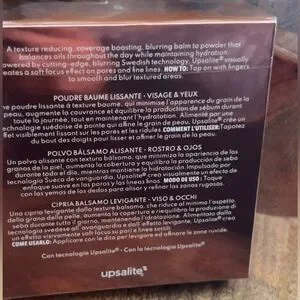 A texture reducing, coverage boosting, blurring balm to powder that
balances oils throughout the day while maintaining hydration.
Powered by cutting-edge, blurring Swedish technology, Upsalite® visually
creates a soft focus effect on pores and fine lines. HOW TO: Tap on with fingers
to smooth and blur textured areas.
POUDRE BAUME LISSANTE - VISAGE & YEUX
Une poudre lissante et texture baume, qui minimise l'apparence du grain de la
peau, augmente la couvrance et équilibre la production de sébum durant
toute la journée, tout en maintenant l'hydratation. Alimenté par une
technologie suédoise de pointe qui affine le grain de peau, Upsalite® crée un
effet visiblement lissant sur les pores et les ridules. COMMENT L'UTILISER: Tapotez
du bout des doigts pour lisser et affiner le grain de la peau.
POLVO BÁLSAMO ALISANTE - ROSTRO & OJOS
Un polvo alisante con textura bálsamo, que minimiza la apariencia de los
granos de la piel, aumenta la cobertura y equilibra la producción de sebo
durante todo el día, mientras mantiene la hidratación. Impulsado por
Tecnología Sueca de vanguardia, Upsalite® crea visualmente un efecto de
enfoque suave en los poros y las líneas finas. MODO DE USO: Toque
con las yemas de los dedos para alisar y refinar las zonas rugosas.
CIPRIA BALSAMO LEVIGANTE - VISO & OCCHI
Una cipria levigante dalla texture balsamo, che riduce al minimo l'aspetto
della grana della pelle, aumenta la copertura e riequilibra la produzione di
sebo durante tutto il giorno, mantenendo l'idratazione. Alimentato dalla
tecnologia svedese all'avanguardia e dall'effetto levigante, Upsalite® crea
un effetto visivamente soft focus su pori e linee sottili.
COME USARLO: Applicare con le dita per levigare ed affinare le zone ruvide.
Con tecnología Upsalite® - Con la tecnologia Upsalite®.
upsalite®